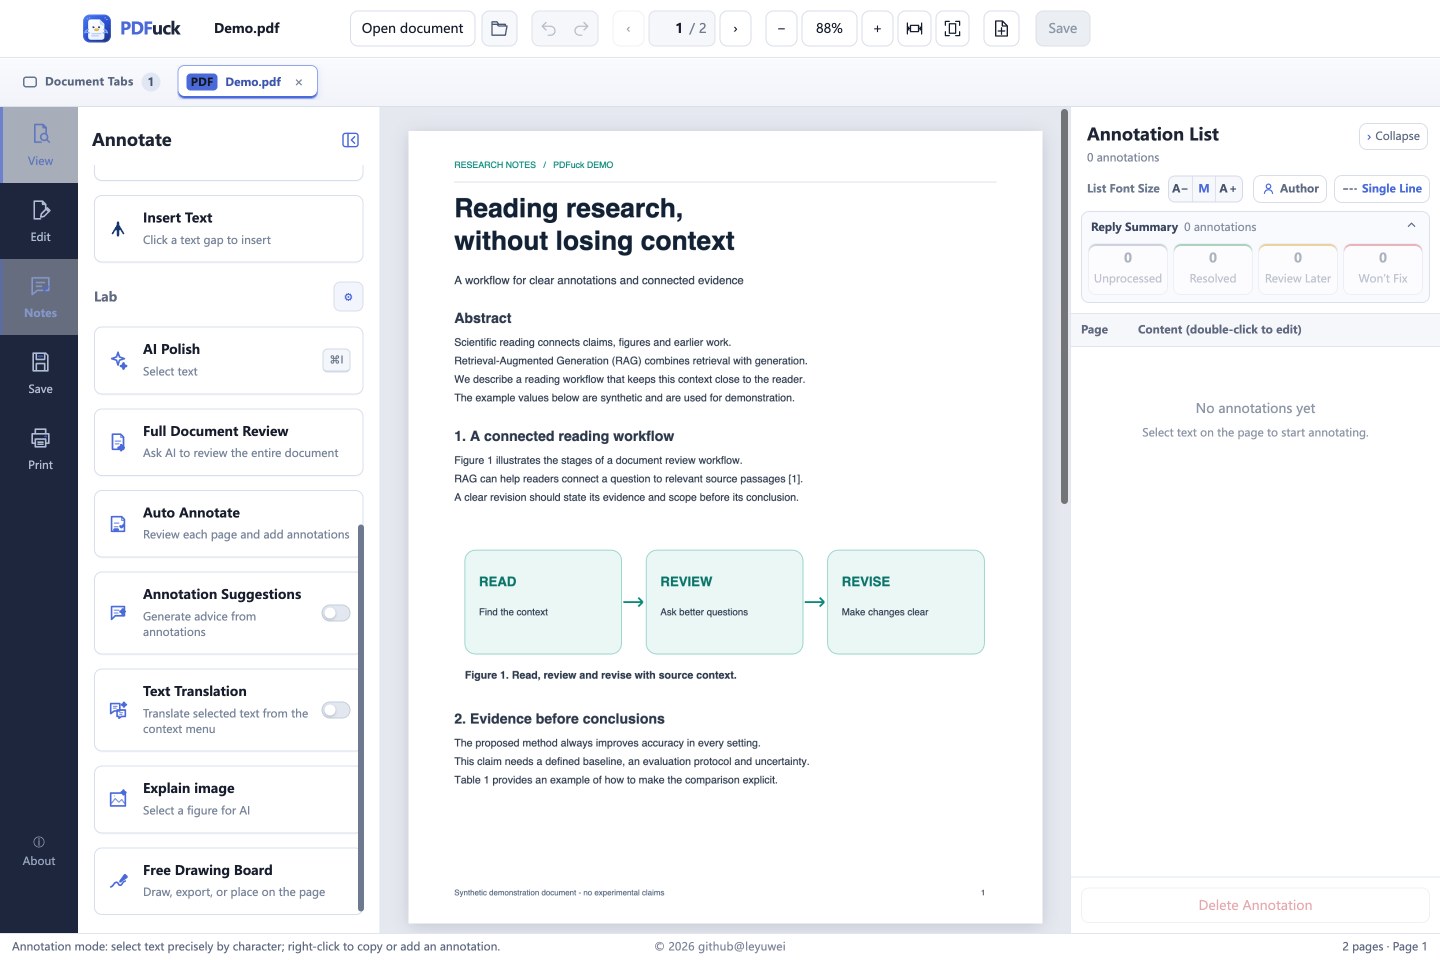 PDFuck
Demo.pdf
Open document
‹
1 / 2
›
−
88%
+
Save
Document Tabs 1
PDF Demo.pdf ×
View
Edit
Notes
Save
Print
About
Annotate
Insert Text
Click a text gap to insert
Lab
AI Polish
Select text
⌘I
Full Document Review
Ask AI to review the entire document
Auto Annotate
Review each page and add annotations
Annotation Suggestions
Generate advice from
annotations
Text Translation
Translate selected text from the
context menu
Explain image
Select a figure for AI
Free Drawing Board
Draw, export, or place on the page
RESEARCH NOTES / PDFuck DEMO
Reading research,
without losing context
A workflow for clear annotations and connected evidence
Abstract
Scientific reading connects claims, figures and earlier work.
Retrieval-Augmented Generation (RAG) combines retrieval with generation.
We describe a reading workflow that keeps this context close to the reader.
The example values below are synthetic and are used for demonstration.
1. A connected reading workflow
Figure 1 illustrates the stages of a document review workflow.
RAG can help readers connect a question to relevant source passages [1].
A clear revision should state its evidence and scope before its conclusion.
READ
Find the context
REVIEW
Ask better questions
REVISE
Make changes clear
Figure 1. Read, review and revise with source context.
2. Evidence before conclusions
The proposed method always improves accuracy in every setting.
This claim needs a defined baseline, an evaluation protocol and uncertainty.
Table 1 provides an example of how to make the comparison explicit.
Synthetic demonstration document - no experimental claims
1
Annotation List
› Collapse
0 annotations
List Font Size A− M A+ Author --- Single Line
Reply Summary 0 annotations
0 Unprocessed
0 Resolved
0 Review Later
0 Won't Fix
Page Content (double-click to edit)
No annotations yet
Select text on the page to start annotating.
Delete Annotation
Annotation mode: select text precisely by character; right-click to copy or add an annotation.
© 2026 github@leyuwei
2 pages · Page 1